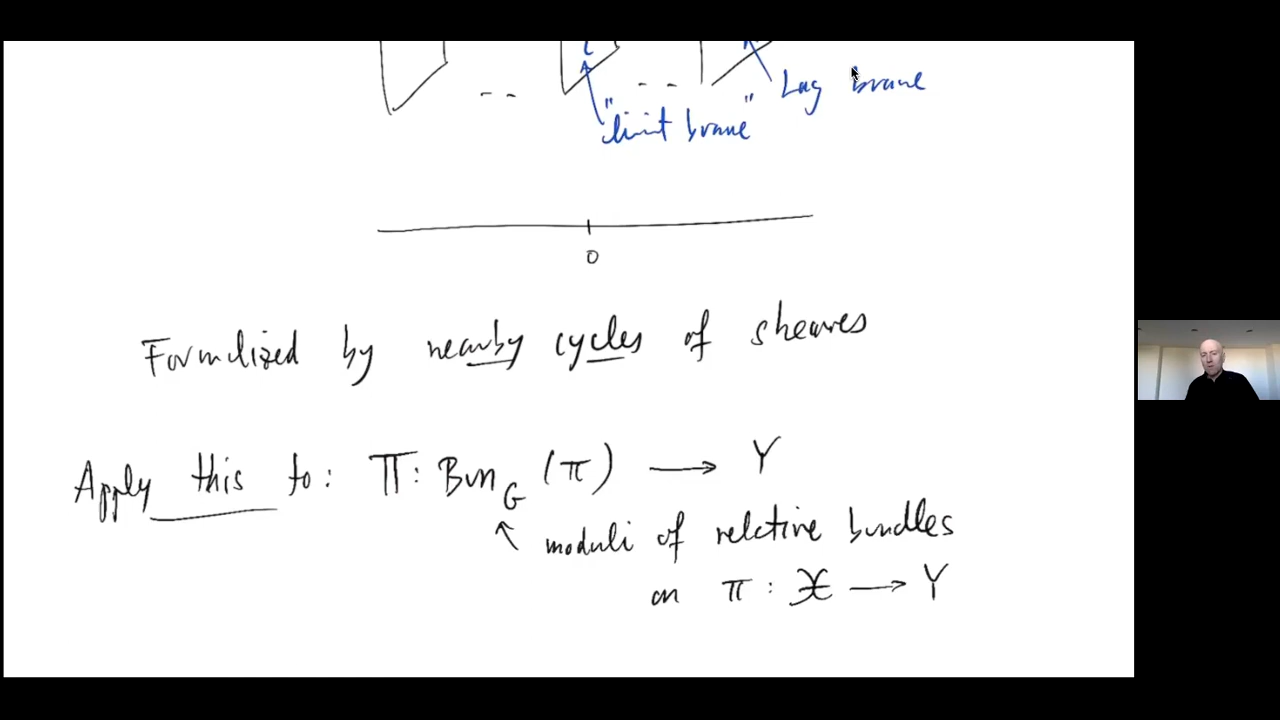 Lag brane
"limit brane"
0
Formalized by nearby cycles of sheaves
Apply this to: Π: Bun_G (π) ⟶ Y
↑ moduli of relative bundles
on π : 𝔛 ⟶ Y